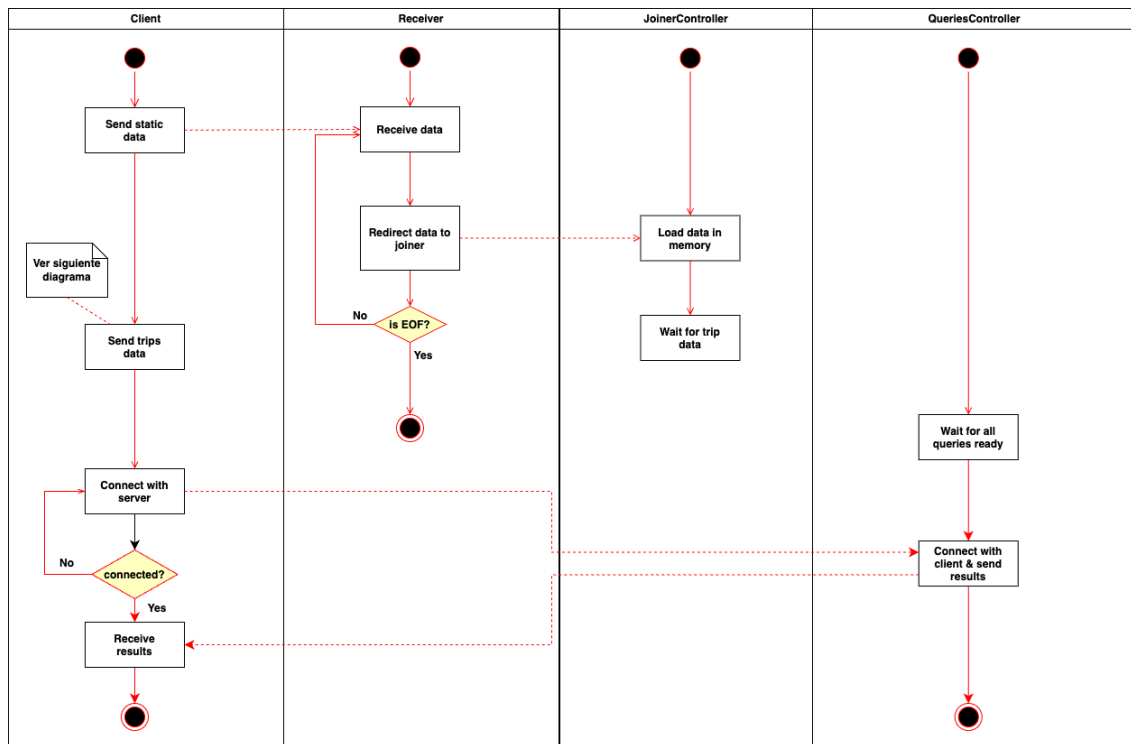 Client
Receiver
JoinerController
QueriesController
Send static
data
Receive data
Redirect data to
joiner
Load data in
memory
Ver siguiente
diagrama
is EOF?
No
Yes
Wait for trip
data
Send trips
data
Wait for all
queries ready
Connect with
server
Connect with
client & send
results
connected?
No
Yes
Receive
results